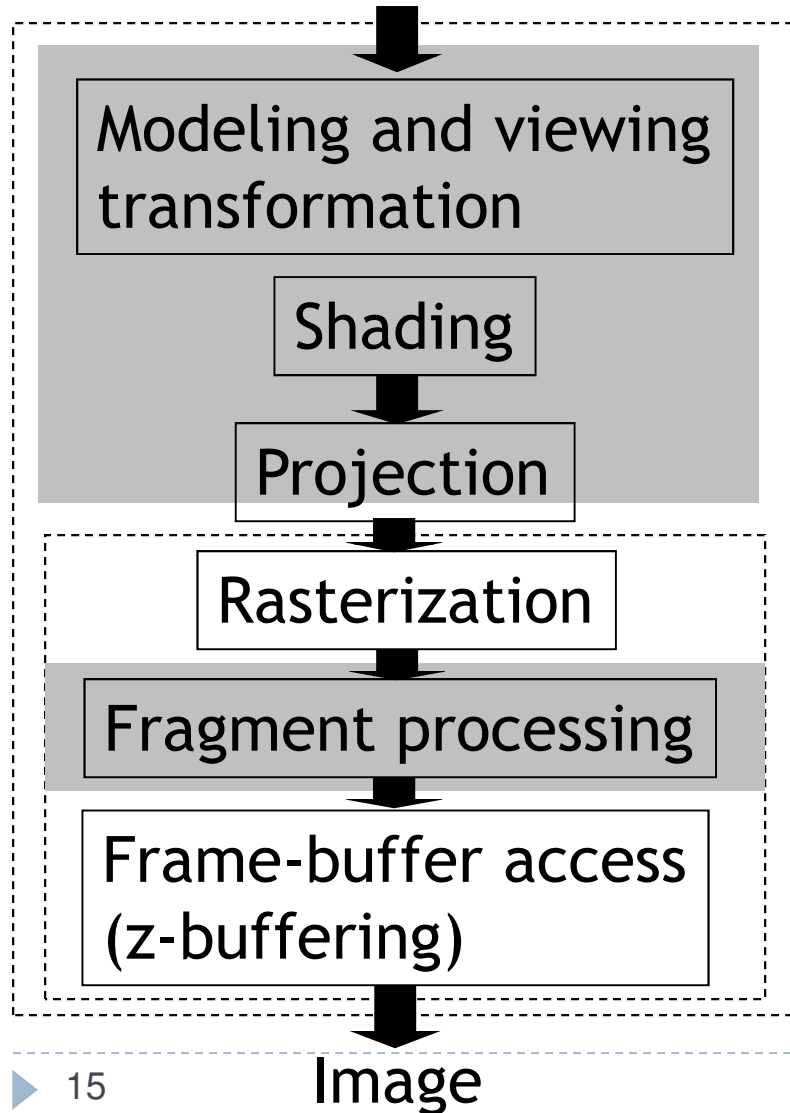 Modeling and viewing
transformation
Shading
Projection
Rasterization
Fragment processing
Frame-buffer access
(z-buffering)
Image
15